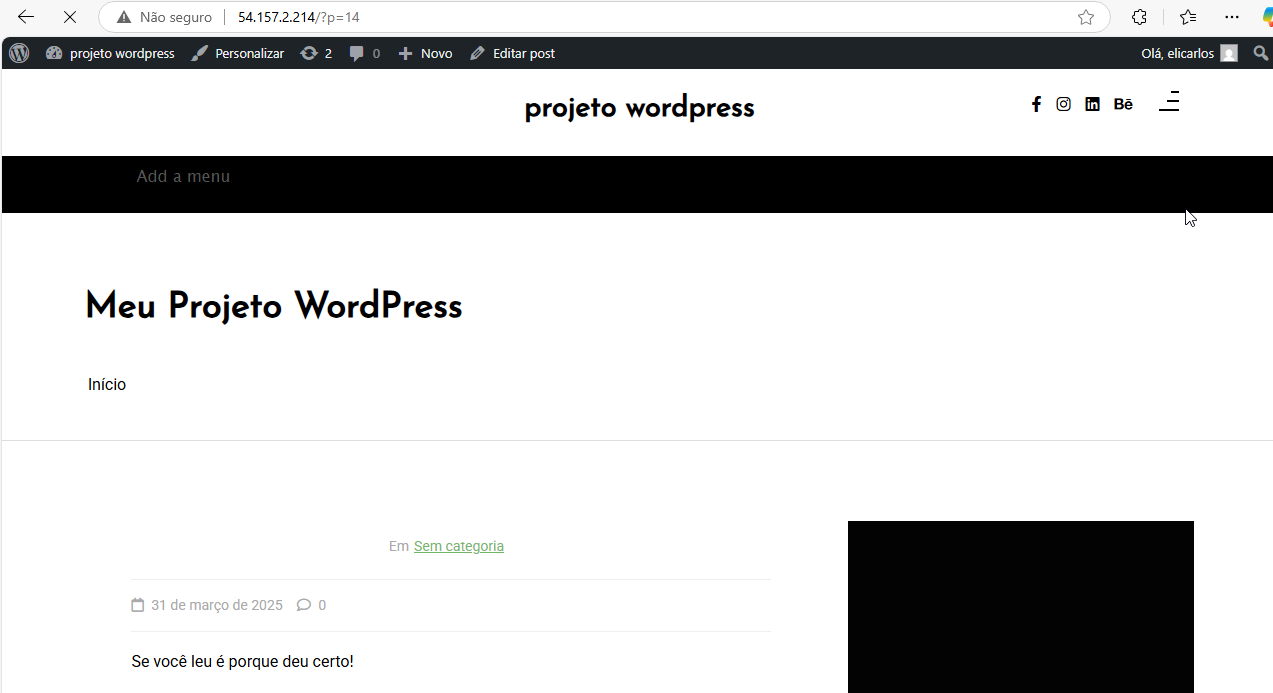 Não seguro 54.157.2.214/?p=14
projeto wordpress Personalizar 2 0 Novo Editar post Olá, elicarlos
projeto wordpress
Bē
Add a menu
Meu Projeto WordPress
Início
Em Sem categoria
31 de março de 2025 0
Se você leu é porque deu certo!